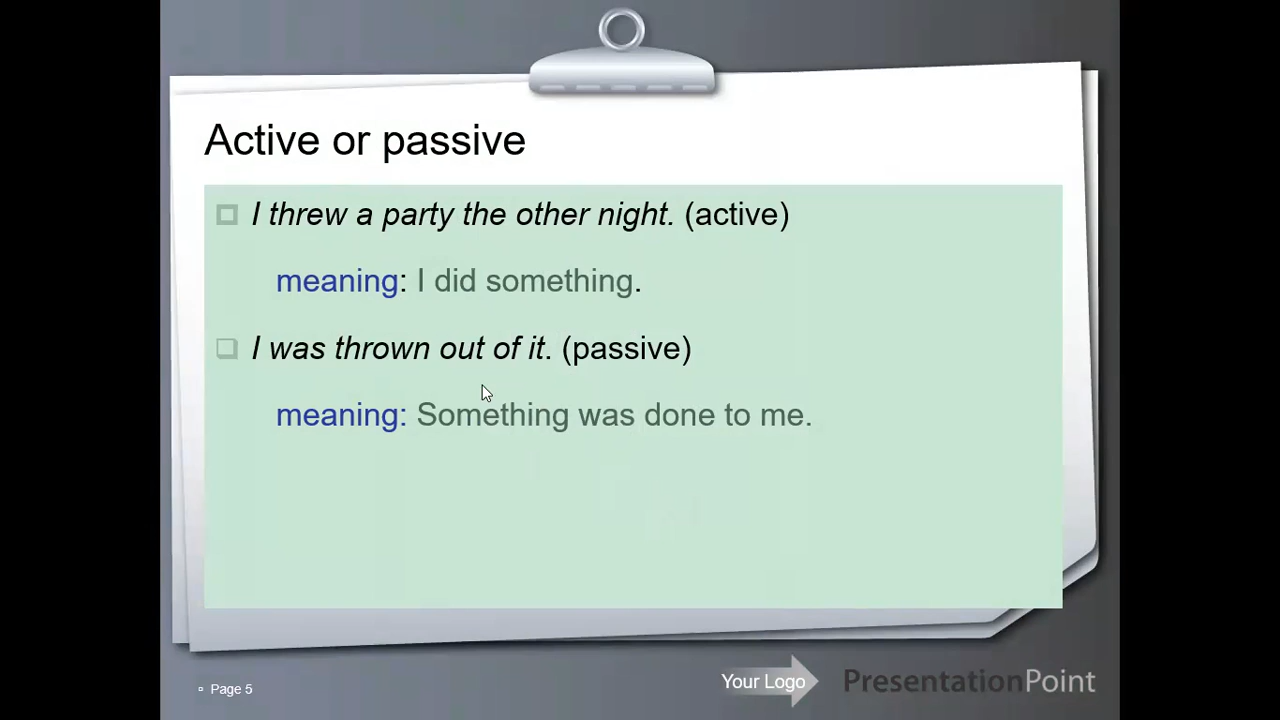 Active or passive
I threw a party the other night. (active)
meaning: I did something.
I was thrown out of it. (passive)
meaning: Something was done to me.
Page 5
Your Logo
PresentationPoint